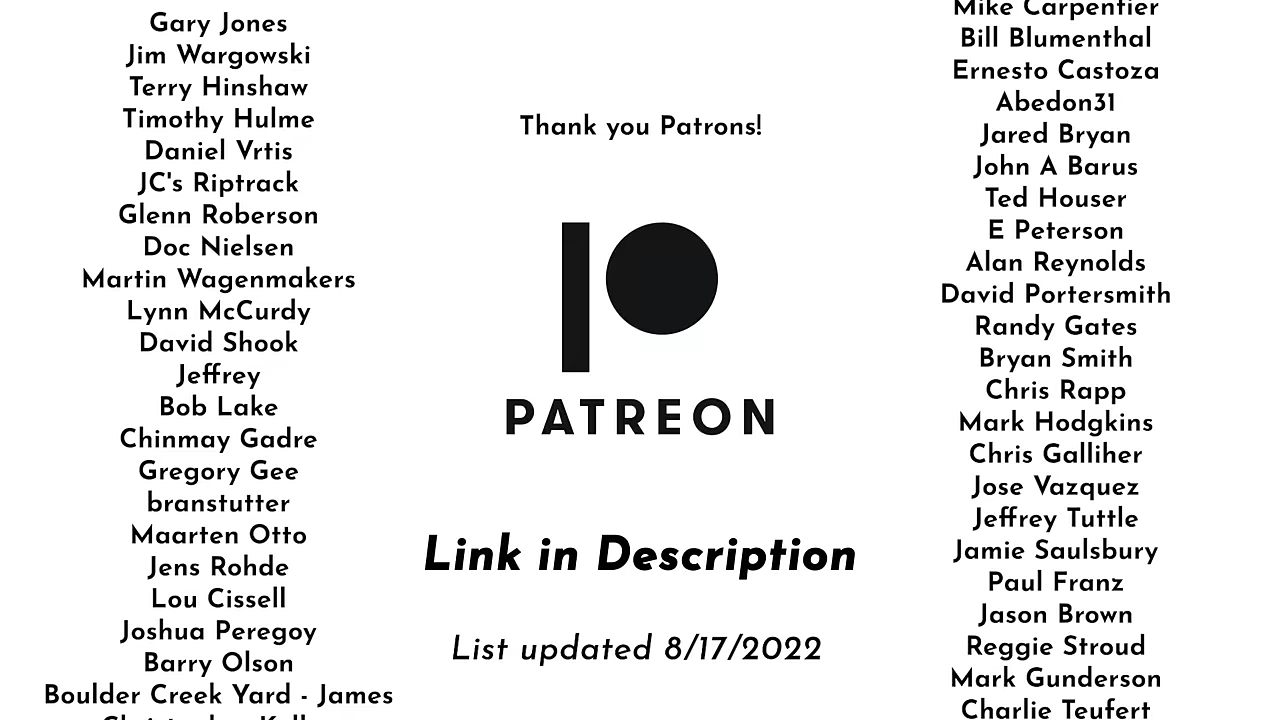 Gary Jones
Jim Wargowski
Terry Hinshaw
Timothy Hulme
Daniel Vrtis
JC's Riptrack
Glenn Roberson
Doc Nielsen
Martin Wagenmakers
Lynn McCurdy
David Shook
Jeffrey
Bob Lake
Chinmay Gadre
Gregory Gee
branstutter
Maarten Otto
Jens Rohde
Lou Cissell
Joshua Peregoy
Barry Olson
Boulder Creek Yard - James
Thank you Patrons!
PATREON
Link in Description
List updated 8/17/2022
Mike Carpentier
Bill Blumenthal
Ernesto Castoza
Abedon31
Jared Bryan
John A Barus
Ted Houser
E Peterson
Alan Reynolds
David Portersmith
Randy Gates
Bryan Smith
Chris Rapp
Mark Hodgkins
Chris Galliher
Jose Vazquez
Jeffrey Tuttle
Jamie Saulsbury
Paul Franz
Jason Brown
Reggie Stroud
Mark Gunderson
Charlie Teufert